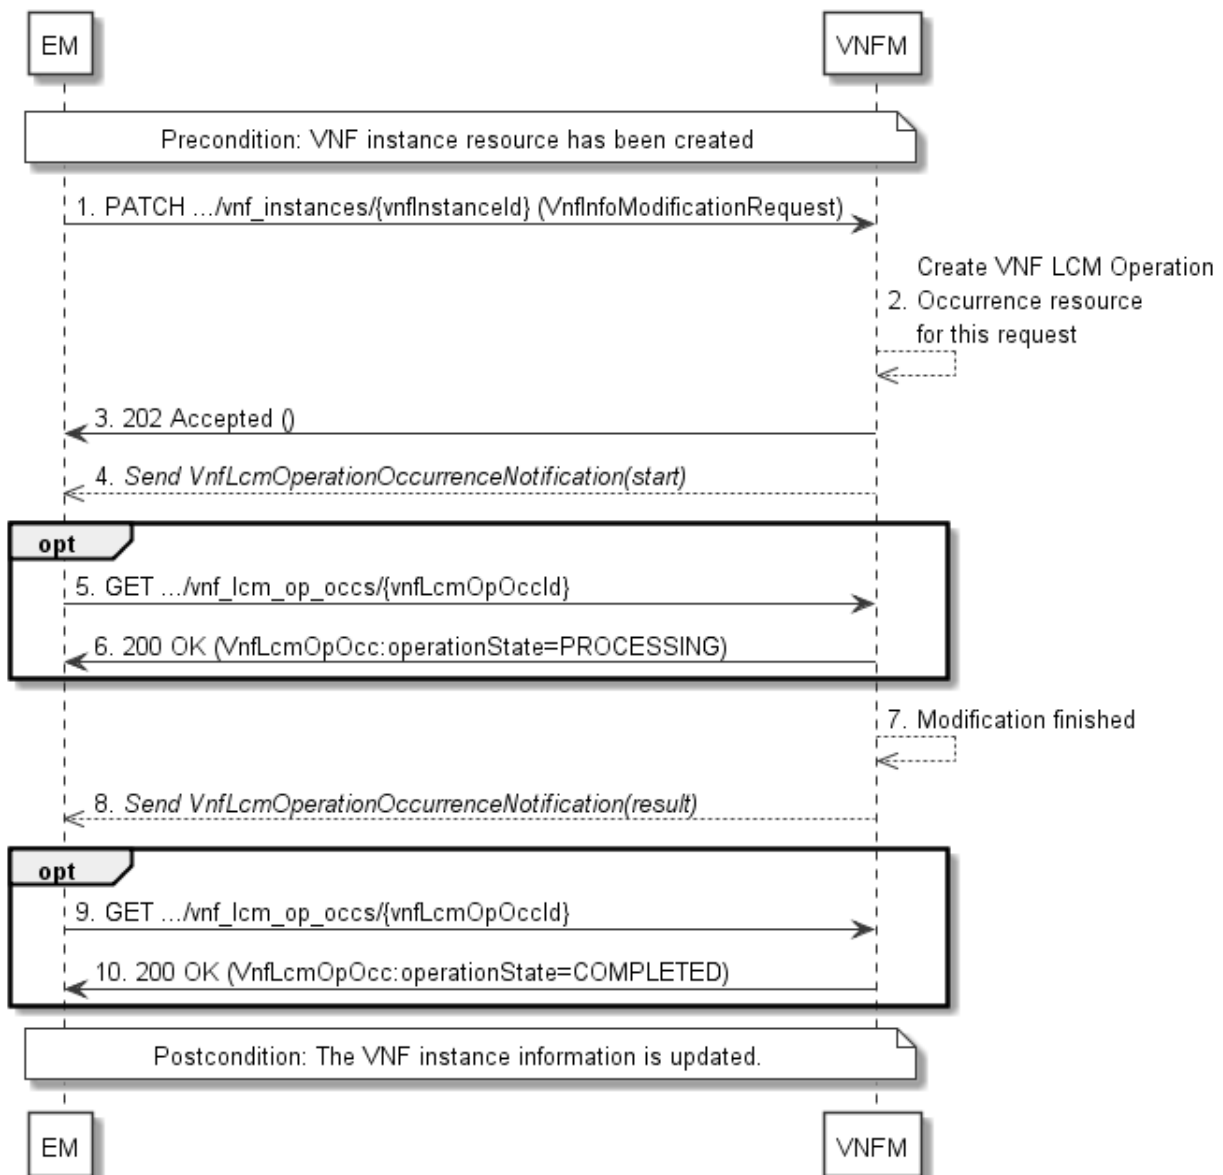 EM
VNFM
Precondition: VNF instance resource has been created
1. PATCH .../vnf_instances/{vnfInstanceId} (VnfInfoModificationRequest)
Create VNF LCM Operation
2. Occurrence resource
for this request
3. 202 Accepted ()
4. Send VnfLcmOperationOccurrenceNotification(start)
opt
5. GET .../vnf_lcm_op_occs/{vnfLcmOpOccId}
6. 200 OK (VnfLcmOpOcc:operationState=PROCESSING)
7. Modification finished
8. Send VnfLcmOperationOccurrenceNotification(result)
opt
9. GET .../vnf_lcm_op_occs/{vnfLcmOpOccId}
10. 200 OK (VnfLcmOpOcc:operationState=COMPLETED)
Postcondition: The VNF instance information is updated.
EM
VNFM